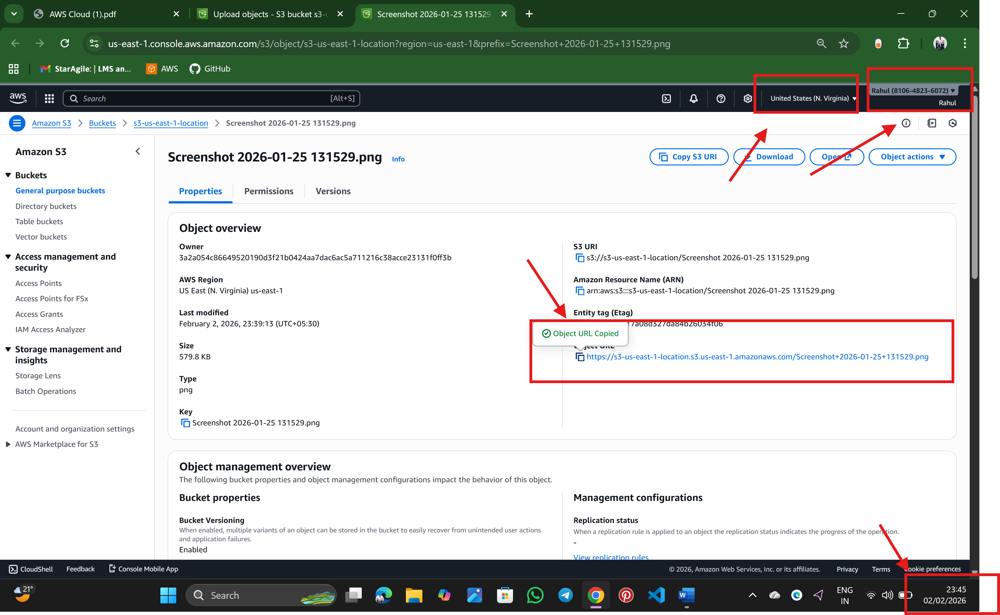 AWS Cloud (1).pdf
Upload objects - S3 bucket s3-u
Screenshot 2026-01-25 131529.
us-east-1.console.aws.amazon.com/s3/object/s3-us-east-1-location?region=us-east-1&prefix=Screenshot+2026-01-25+131529.png
StarAgile: | LMS an...
AWS
GitHub
aws
Search
[Alt+S]
United States (N. Virginia)
Rahul (8106-4823-6072)
Rahul
Amazon S3
Buckets
s3-us-east-1-location
Screenshot 2026-01-25 131529.png
Amazon S3
Buckets
General purpose buckets
Directory buckets
Table buckets
Vector buckets
Access management and
security
Access Points
Access Points for FSx
Access Grants
IAM Access Analyzer
Storage management and
insights
Storage Lens
Batch Operations
Account and organization settings
AWS Marketplace for S3
Screenshot 2026-01-25 131529.png
Info
Copy S3 URI
Download
Open
Object actions
Properties
Permissions
Versions
Object overview
Owner
3a2a054c86649520190d3f21b0424aa7dac6ac5a711216c38acce23131f0ff3b
AWS Region
US East (N. Virginia) us-east-1
Last modified
February 2, 2026, 23:39:13 (UTC+05:30)
Size
579.8 KB
Type
png
Key
Screenshot 2026-01-25 131529.png
S3 URI
s3://s3-us-east-1-location/Screenshot 2026-01-25 131529.png
Amazon Resource Name (ARN)
arn:aws:s3:::s3-us-east-1-location/Screenshot 2026-01-25 131529.png
Entity tag (Etag)
7a08d327da84b26034f06
Object URL Copied
Object URL
https://s3-us-east-1-location.s3.us-east-1.amazonaws.com/Screenshot+2026-01-25+131529.png
Object management overview
The following bucket properties and object management configurations impact the behavior of this object.
Bucket properties
Bucket Versioning
When enabled, multiple variants of an object can be stored in the bucket to easily recover from unintended user actions
and application failures.
Enabled
Management configurations
Replication status
When a replication rule is applied to an object the replication status indicates the progress of the operation.
-
View replication rules
CloudShell
Feedback
Console Mobile App
© 2026, Amazon Web Services, Inc. or its affiliates.
Privacy
Terms
Cookie preferences
21°
Search
ENG
IN
23:45
02/02/2026